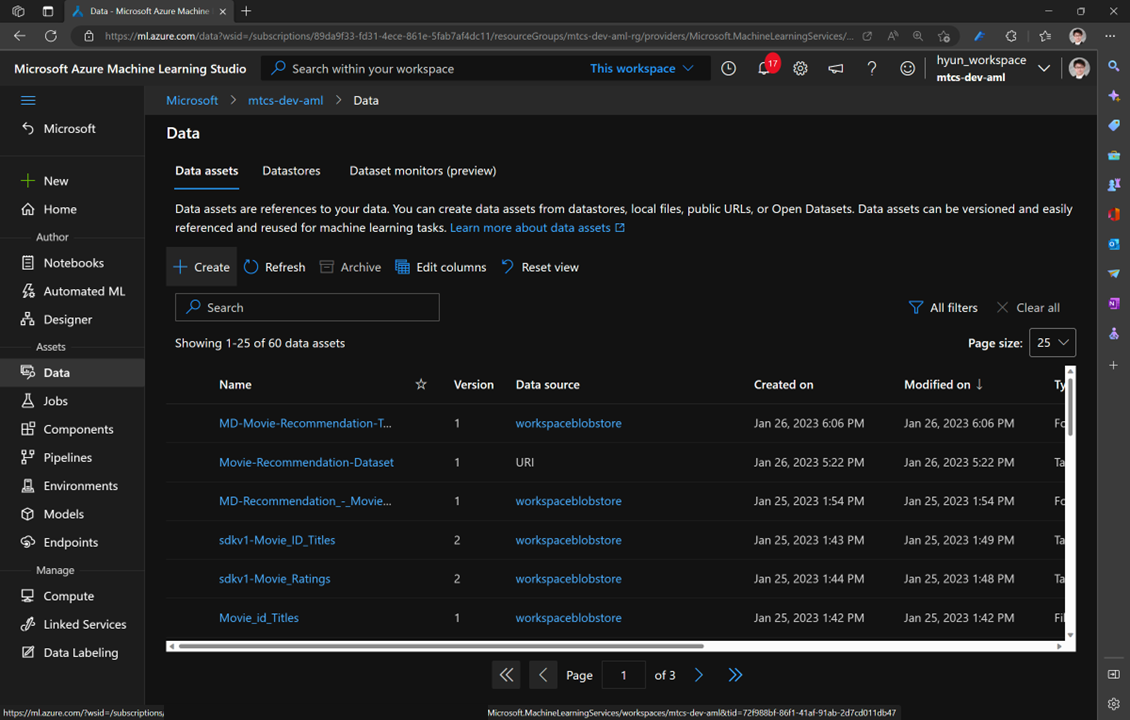 Data - Microsoft Azure Machine
https://ml.azure.com/data?wsid=/subscriptions/89da9f33-fd31-4ece-861e-5fab7af4dc11/resourceGroups/mtcs-dev-aml-rg/providers/Microsoft.MachineLearningServices/...
Microsoft Azure Machine Learning Studio
Search within your workspace
This workspace
17
hyun_workspace
mtcs-dev-aml
Microsoft > mtcs-dev-aml > Data
Microsoft
New
Home
Author
Notebooks
Automated ML
Designer
Assets
Data
Jobs
Components
Pipelines
Environments
Models
Endpoints
Manage
Compute
Linked Services
Data Labeling
Data
Data assets Datastores Dataset monitors (preview)
Data assets are references to your data. You can create data assets from datastores, local files, public URLs, or Open Datasets. Data assets can be versioned and easily
referenced and reused for machine learning tasks. Learn more about data assets
Create Refresh Archive Edit columns Reset view
Search
All filters Clear all
Showing 1-25 of 60 data assets
Page size: 25
Name Version Data source Created on Modified on Ty
MD-Movie-Recommendation-T... 1 workspaceblobstore Jan 26, 2023 6:06 PM Jan 26, 2023 6:06 PM Fo
Movie-Recommendation-Dataset 1 URI Jan 26, 2023 5:22 PM Jan 26, 2023 5:22 PM Ta
MD-Recommendation_-_Movie... 1 workspaceblobstore Jan 25, 2023 1:54 PM Jan 25, 2023 1:54 PM Fo
sdkv1-Movie_ID_Titles 2 workspaceblobstore Jan 25, 2023 1:43 PM Jan 25, 2023 1:49 PM Ta
sdkv1-Movie_Ratings 2 workspaceblobstore Jan 25, 2023 1:44 PM Jan 25, 2023 1:48 PM Ta
Movie_id_Titles 1 workspaceblobstore Jan 25, 2023 1:42 PM Jan 25, 2023 1:42 PM Fil
Page 1 of 3
https://ml.azure.com/?wsid=/subscriptions/
Microsoft.MachineLearningServices/workspaces/mtcs-dev-aml&tid=72f988bf-86f1-41af-91ab-2d7cd011db47